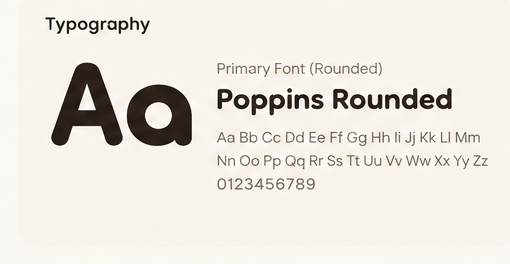 Typography
Aa
Primary Font (Rounded)
Poppins Rounded
Aa Bb Cc Dd Ee Ff Gg Hh Ii Jj Kk Ll Mm
Nn Oo Pp Qq Rr Ss Tt Uu Vv Ww Xx Yy Zz
0123456789